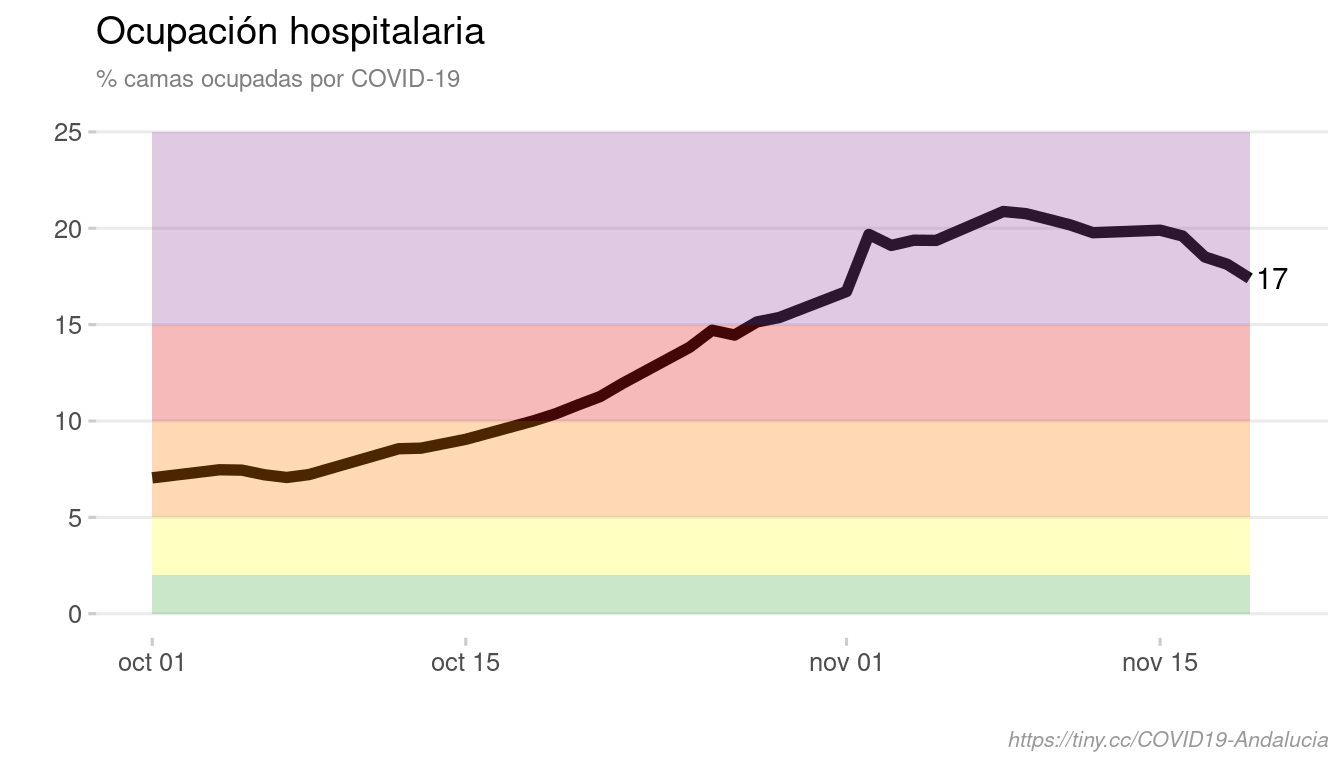 Ocupación hospitalaria
% camas ocupadas por COVID-19
25
20
17
15
10
5
0
oct 01 oct 15 nov 01 nov 15
https://tiny.cc/COVID19-Andalucia